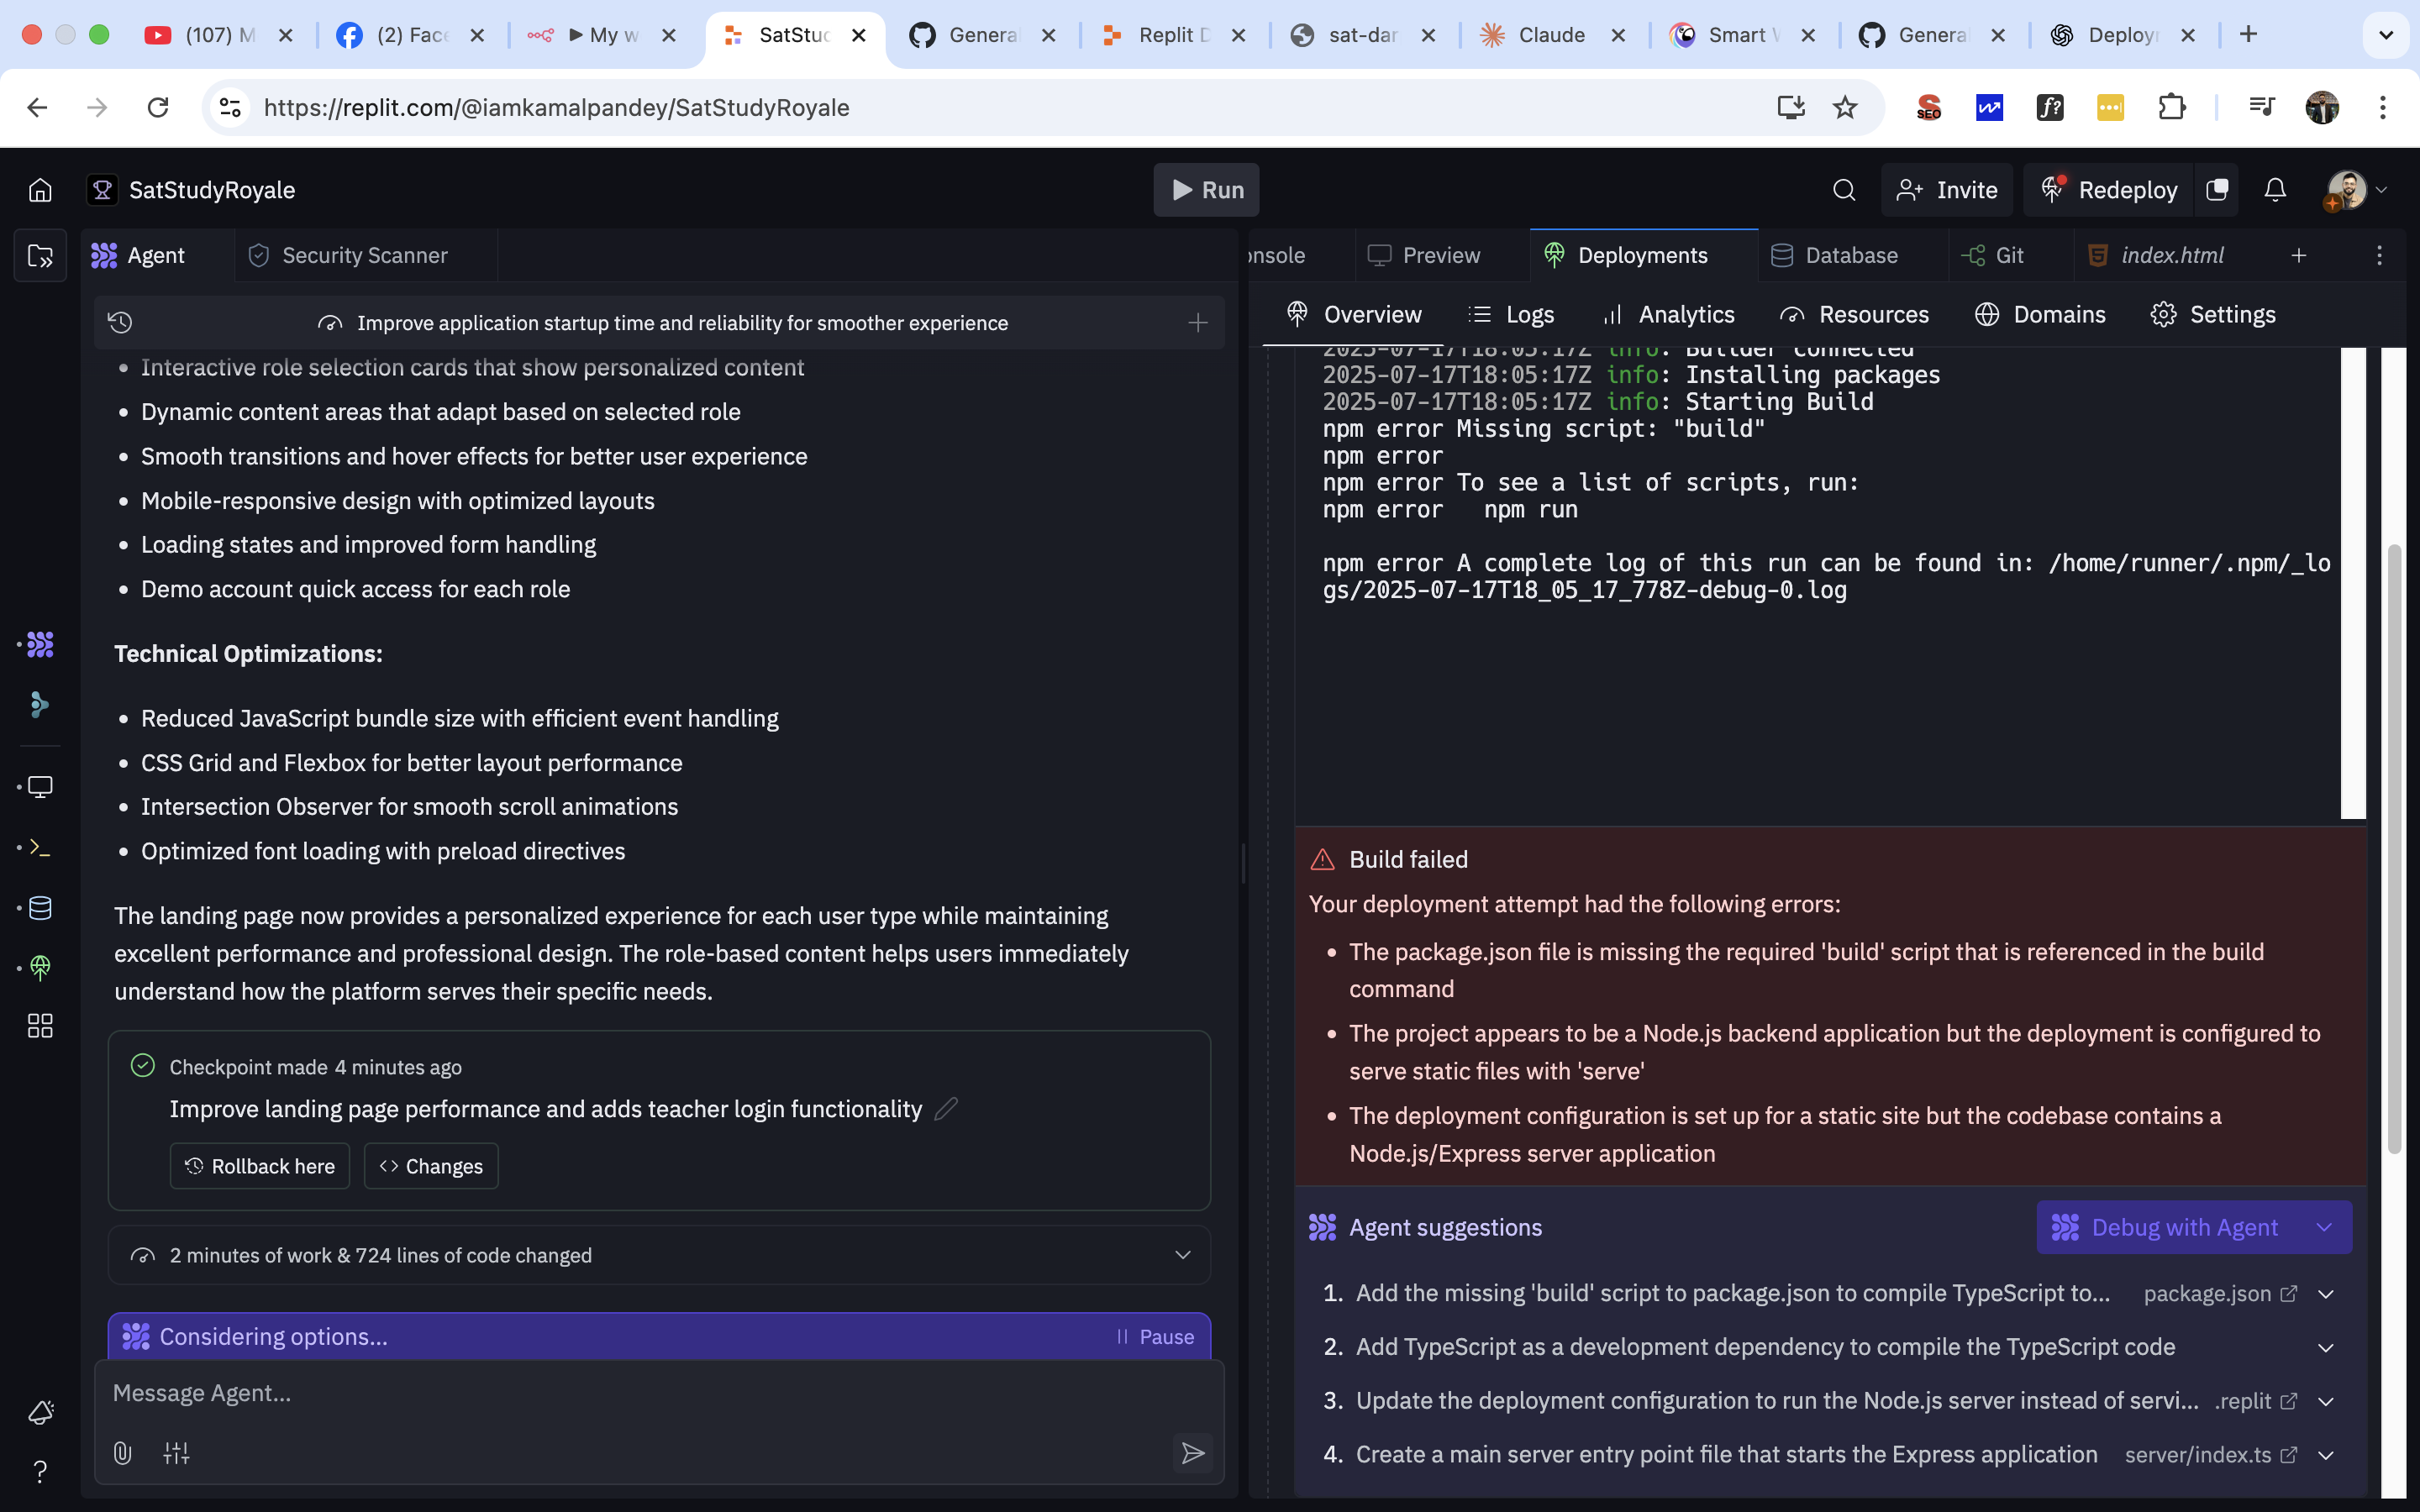 (107) M
(2) Face
My w
SatStud
General
Replit D
sat-dar
Claude
Smart V
General
Deploy
https://replit.com/@iamkamalpandey/SatStudyRoyale
SEO
f?
SatStudyRoyale
Run
Invite
Redeploy
Agent
Security Scanner
Improve application startup time and reliability for smoother experience
Interactive role selection cards that show personalized content
Dynamic content areas that adapt based on selected role
Smooth transitions and hover effects for better user experience
Mobile-responsive design with optimized layouts
Loading states and improved form handling
Demo account quick access for each role
Technical Optimizations:
Reduced JavaScript bundle size with efficient event handling
CSS Grid and Flexbox for better layout performance
Intersection Observer for smooth scroll animations
Optimized font loading with preload directives
The landing page now provides a personalized experience for each user type while maintaining
excellent performance and professional design. The role-based content helps users immediately
understand how the platform serves their specific needs.
Checkpoint made 4 minutes ago
Improve landing page performance and adds teacher login functionality
Rollback here
Changes
2 minutes of work & 724 lines of code changed
Considering options...
Pause
Message Agent...
onsole
Preview
Deployments
Database
Git
index.html
Overview
Logs
Analytics
Resources
Domains
Settings
2025-07-17T18:05:17Z info: Builder connected
2025-07-17T18:05:17Z info: Installing packages
2025-07-17T18:05:17Z info: Starting Build
npm error Missing script: "build"
npm error
npm error To see a list of scripts, run:
npm error   npm run
npm error A complete log of this run can be found in: /home/runner/.npm/_lo
gs/2025-07-17T18_05_17_778Z-debug-0.log
Build failed
Your deployment attempt had the following errors:
The package.json file is missing the required 'build' script that is referenced in the build
command
The project appears to be a Node.js backend application but the deployment is configured to
serve static files with 'serve'
The deployment configuration is set up for a static site but the codebase contains a
Node.js/Express server application
Agent suggestions
Debug with Agent
1. Add the missing 'build' script to package.json to compile TypeScript to... package.json
2. Add TypeScript as a development dependency to compile the TypeScript code
3. Update the deployment configuration to run the Node.js server instead of servi... .replit
4. Create a main server entry point file that starts the Express application server/index.ts